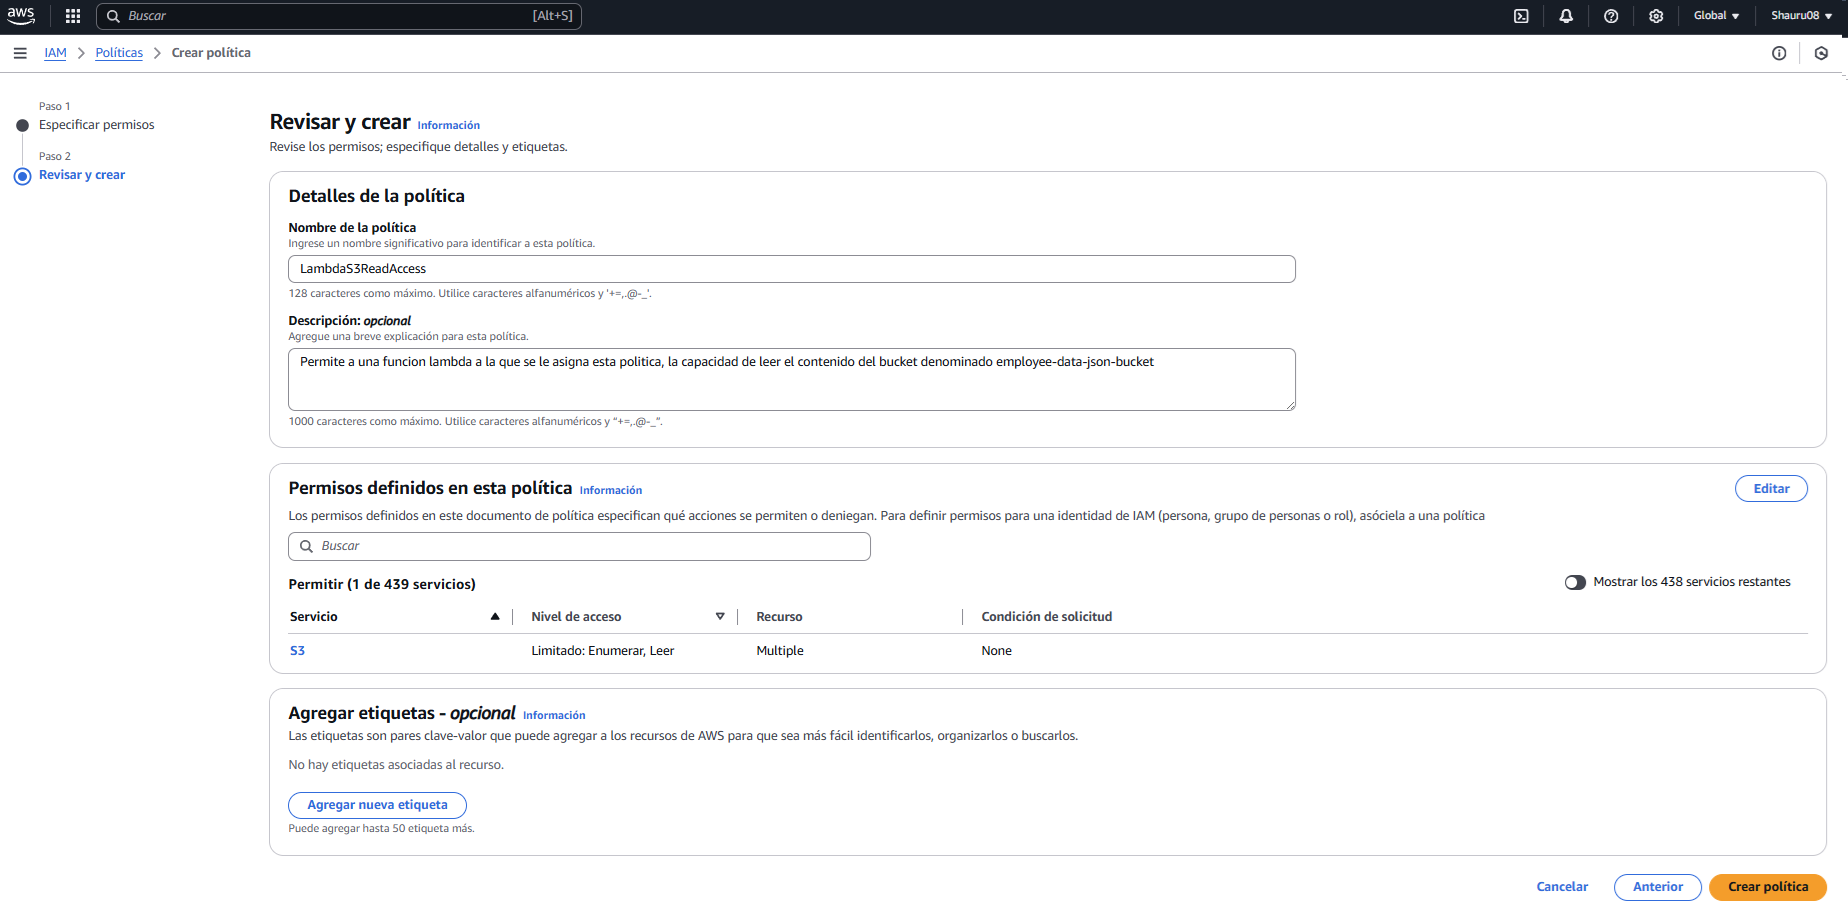 aws
Buscar
[Alt+S]
Global
Shauru08
IAM
Políticas
Crear política
Paso 1
Especificar permisos
Paso 2
Revisar y crear
Revisar y crear Información
Revise los permisos; especifique detalles y etiquetas.
Detalles de la política
Nombre de la política
Ingrese un nombre significativo para identificar a esta política.
LambdaS3ReadAccess
128 caracteres como máximo. Utilice caracteres alfanuméricos y '+=,.@-_'.
Descripción: opcional
Agregue una breve explicación para esta política.
Permite a una funcion lambda a la que se le asigna esta politica, la capacidad de leer el contenido del bucket denominado employee-data-json-bucket
1000 caracteres como máximo. Utilice caracteres alfanuméricos y "+=,.@-_".
Permisos definidos en esta política Información
Editar
Los permisos definidos en este documento de política especifican qué acciones se permiten o deniegan. Para definir permisos para una identidad de IAM (persona, grupo de personas o rol), asóciela a una política
Buscar
Permitir (1 de 439 servicios)
Mostrar los 438 servicios restantes
Servicio Nivel de acceso Recurso Condición de solicitud
S3 Limitado: Enumerar, Leer Multiple None
Agregar etiquetas - opcional Información
Las etiquetas son pares clave-valor que puede agregar a los recursos de AWS para que sea más fácil identificarlos, organizarlos o buscarlos.
No hay etiquetas asociadas al recurso.
Agregar nueva etiqueta
Puede agregar hasta 50 etiqueta más.
Cancelar
Anterior
Crear política